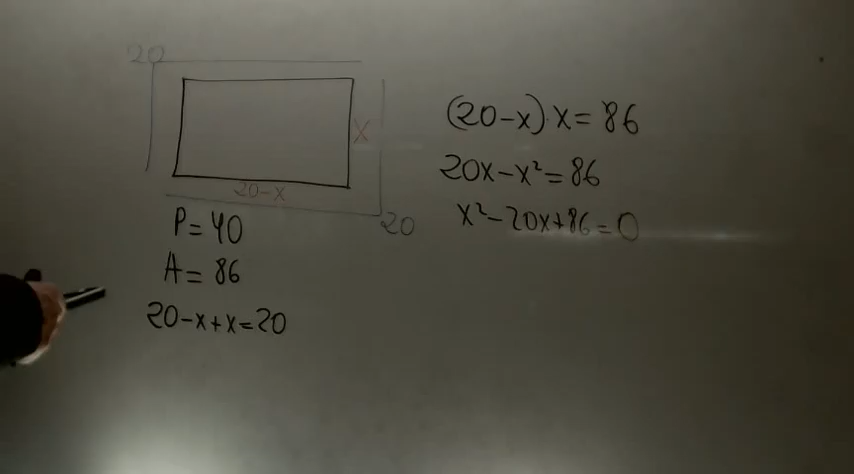 20
X
20-x
20
P=40
A=86
20-x+x=20
(20-x)·x=86
20x-x²=86
x²-20x+86=0